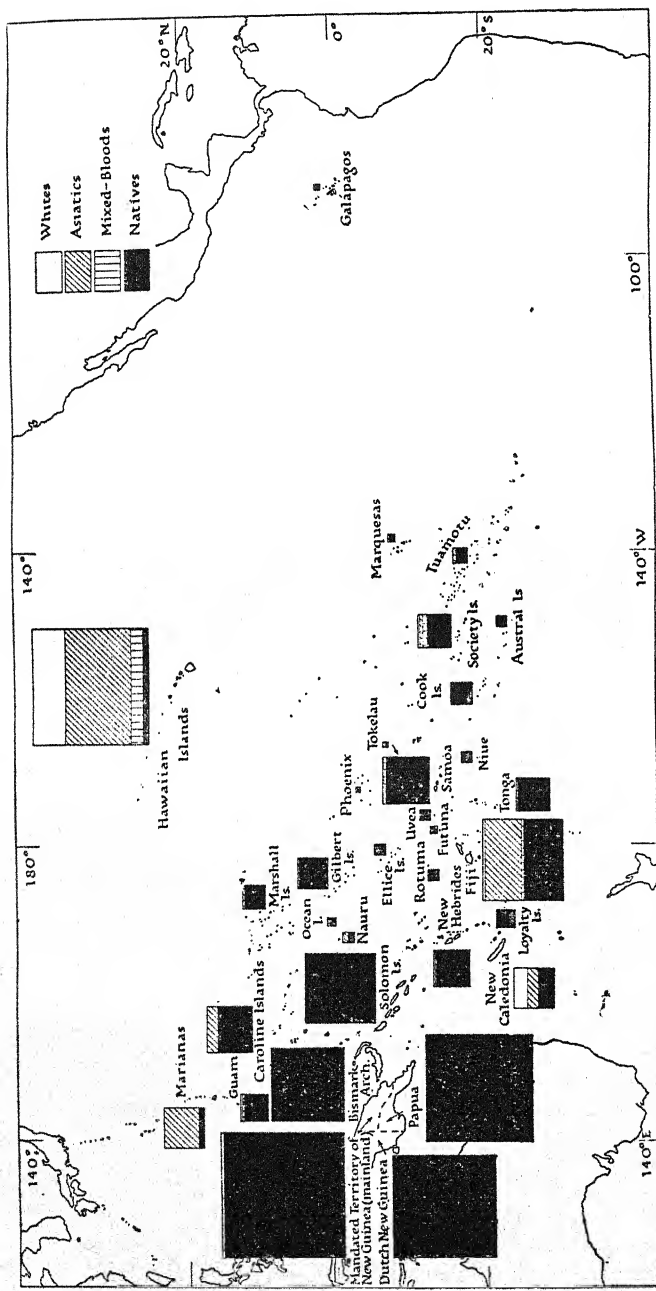 20°N
0°
20°S
Whites
Asiatics
Mixed-Bloods
Natives
Galápagos
100°
140°
140°W
180°
140°
140°E
Hawaiian
Islands
Marquesas
Tuamotu
Society Is.
Austral Is
Cook
Is.
Tokelau
Samoa
Niue
Phoenix
Uvea
Futuna
Tonga
Gilbert
Is.
Ellice
Is.
Rotuma
Fiji
Marshall
Is.
Ocean
I.
Nauru
New
Hebrides
Loyalty
Is.
Solomon
Is.
New
Caledonia
Marianas
Guam
Caroline Islands
Bismark
Arch.
Papua
Mandated Territory of
New Guinea (mainland)
Dutch New Guinea